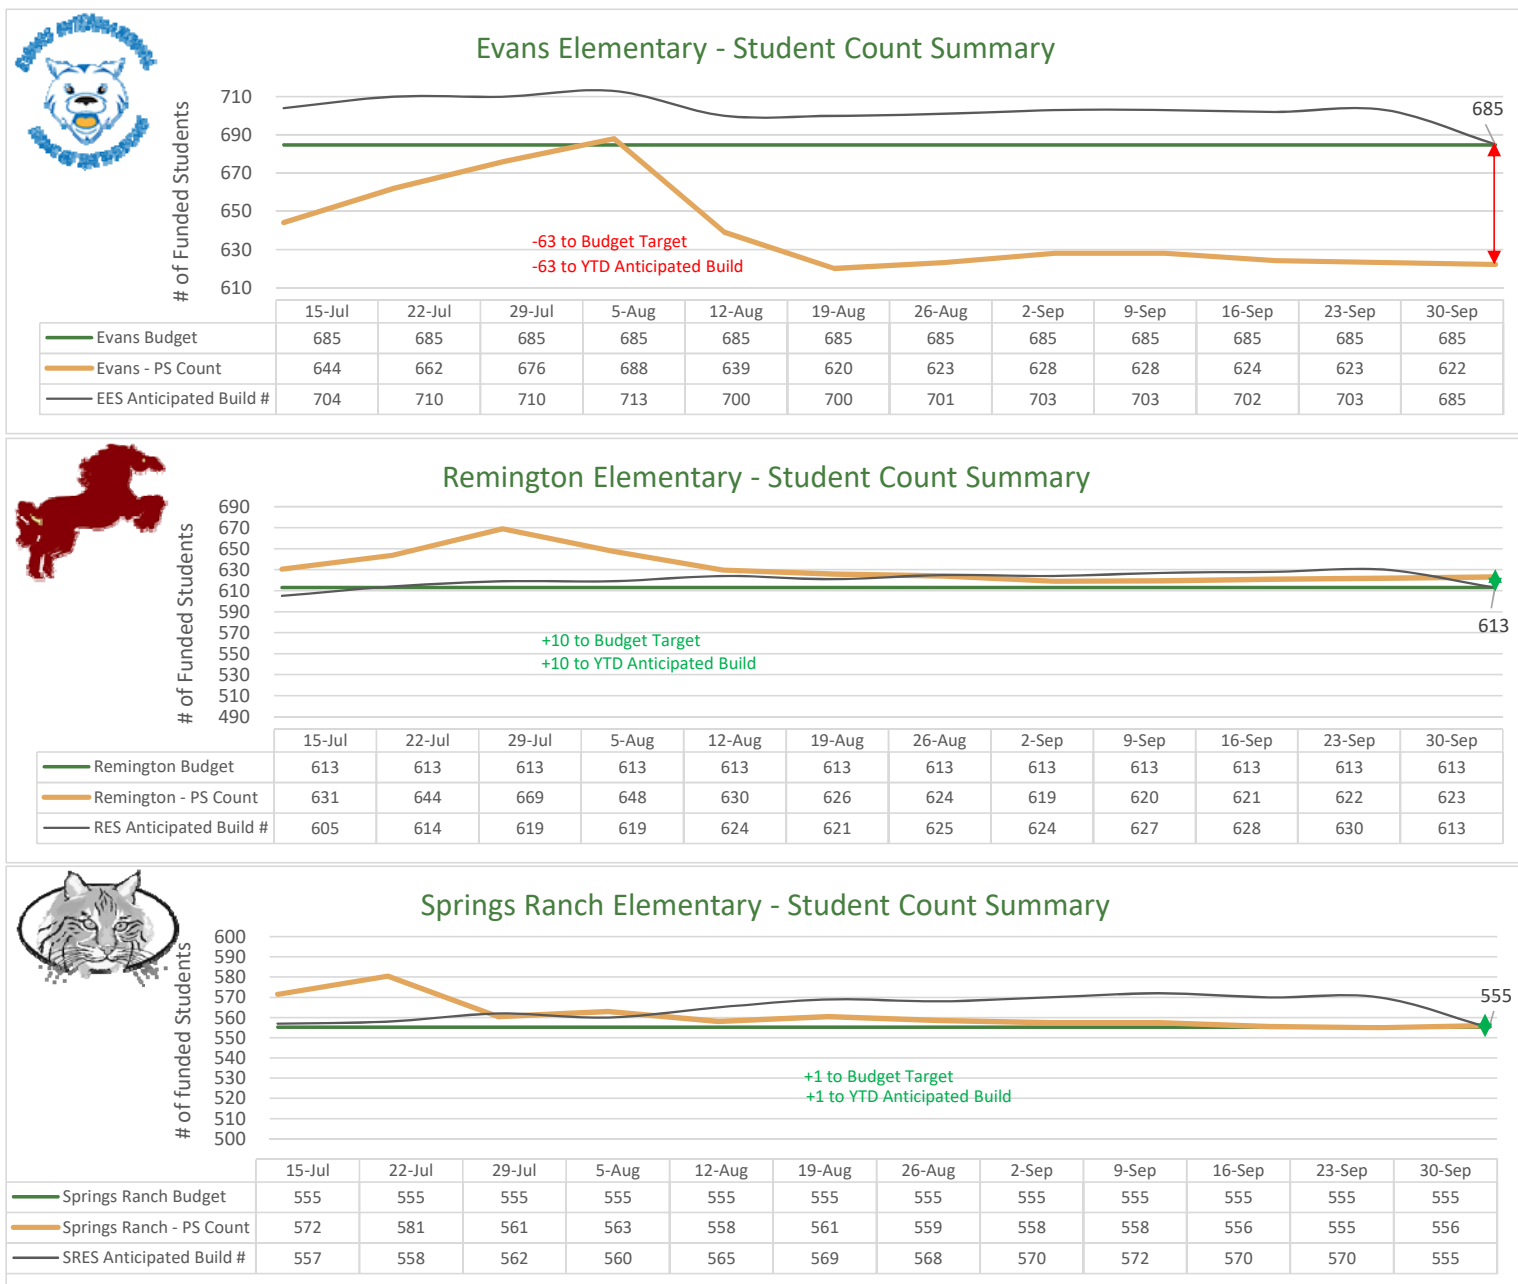 Evans Elementary - Student Count Summary
# of Funded Students
710
690
670
650
630
610
685
-63 to Budget Target
-63 to YTD Anticipated Build
15-Jul 22-Jul 29-Jul 5-Aug 12-Aug 19-Aug 26-Aug 2-Sep 9-Sep 16-Sep 23-Sep 30-Sep
Evans Budget 685 685 685 685 685 685 685 685 685 685 685 685
Evans - PS Count 644 662 676 688 639 620 623 628 628 624 623 622
EES Anticipated Build # 704 710 710 713 700 700 701 703 703 702 703 685
Remington Elementary - Student Count Summary
# of Funded Students
690
670
650
630
610
590
570
550
530
510
490
613
+10 to Budget Target
+10 to YTD Anticipated Build
15-Jul 22-Jul 29-Jul 5-Aug 12-Aug 19-Aug 26-Aug 2-Sep 9-Sep 16-Sep 23-Sep 30-Sep
Remington Budget 613 613 613 613 613 613 613 613 613 613 613 613
Remington - PS Count 631 644 669 648 630 626 624 619 620 621 622 623
RES Anticipated Build # 605 614 619 619 624 621 625 624 627 628 630 613
Springs Ranch Elementary - Student Count Summary
# of funded Students
600
590
580
570
560
550
540
530
520
510
500
555
+1 to Budget Target
+1 to YTD Anticipated Build
15-Jul 22-Jul 29-Jul 5-Aug 12-Aug 19-Aug 26-Aug 2-Sep 9-Sep 16-Sep 23-Sep 30-Sep
Springs Ranch Budget 555 555 555 555 555 555 555 555 555 555 555 555
Springs Ranch - PS Count 572 581 561 563 558 561 559 558 558 556 555 556
SRES Anticipated Build # 557 558 562 560 565 569 568 570 572 570 570 555